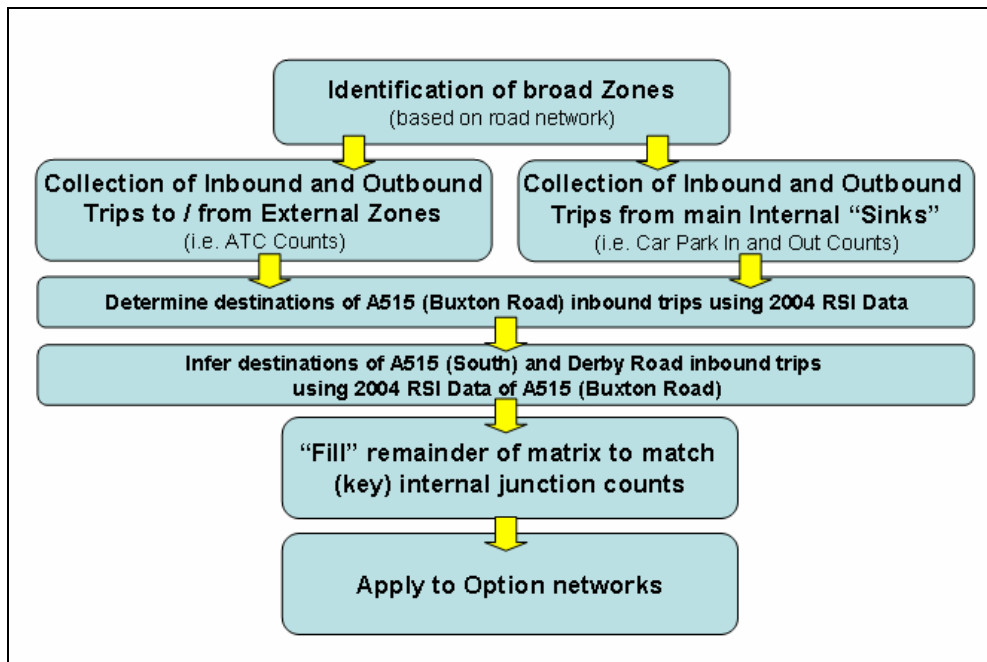 Identification of broad Zones
(based on road network)
Collection of Inbound and Outbound
Trips to / from External Zones
(i.e. ATC Counts)
Collection of Inbound and Outbound
Trips from main Internal “Sinks”
(i.e. Car Park In and Out Counts)
Determine destinations of A515 (Buxton Road) inbound trips using 2004 RSI Data
Infer destinations of A515 (South) and Derby Road inbound trips
using 2004 RSI Data of A515 (Buxton Road)
“Fill” remainder of matrix to match
(key) internal junction counts
Apply to Option networks